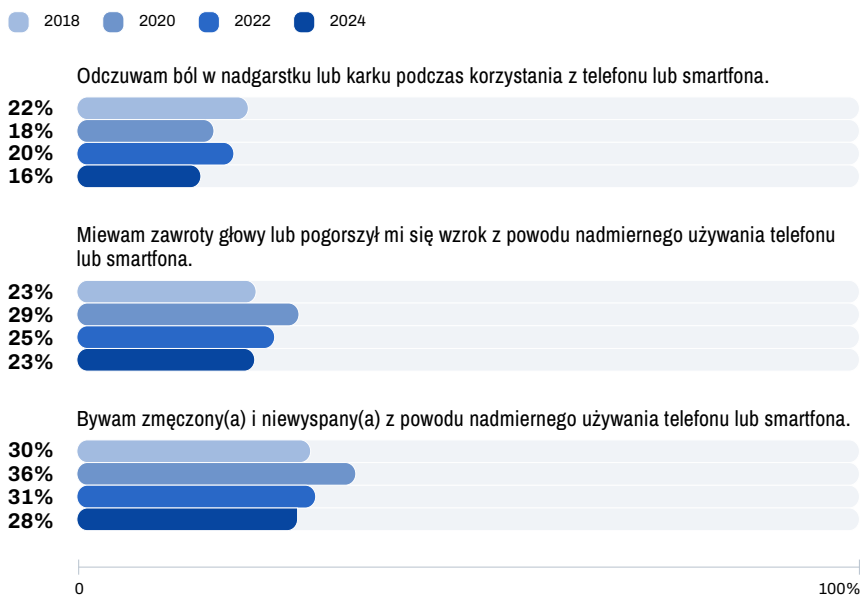 2018 2020 2022 2024
Odczuwam ból w nadgarstku lub karku podczas korzystania z telefonu lub smartfona.
22%
18%
20%
16%
Miewam zawroty głowy lub pogorszył mi się wzrok z powodu nadmiernego używania telefonu
lub smartfona.
23%
29%
25%
23%
Bywam zmęczony(a) i niewyspany(a) z powodu nadmiernego używania telefonu lub smartfona.
30%
36%
31%
28%
0 100%